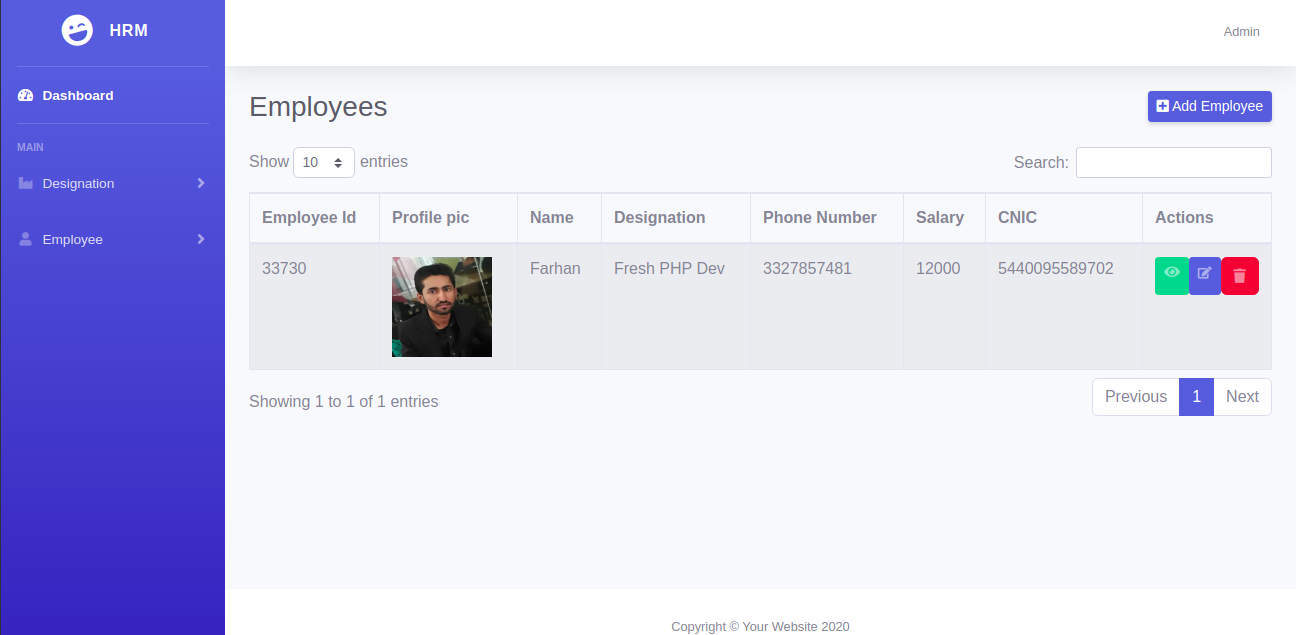 HRM
Admin
Dashboard
MAIN
Designation
Employee
Employees
Add Employee
Show 10 entries
Search:
Employee Id Profile pic Name Designation Phone Number Salary CNIC Actions
33730 Farhan Fresh PHP Dev 3327857481 12000 5440095589702
Showing 1 to 1 of 1 entries
Previous 1 Next
Copyright © Your Website 2020